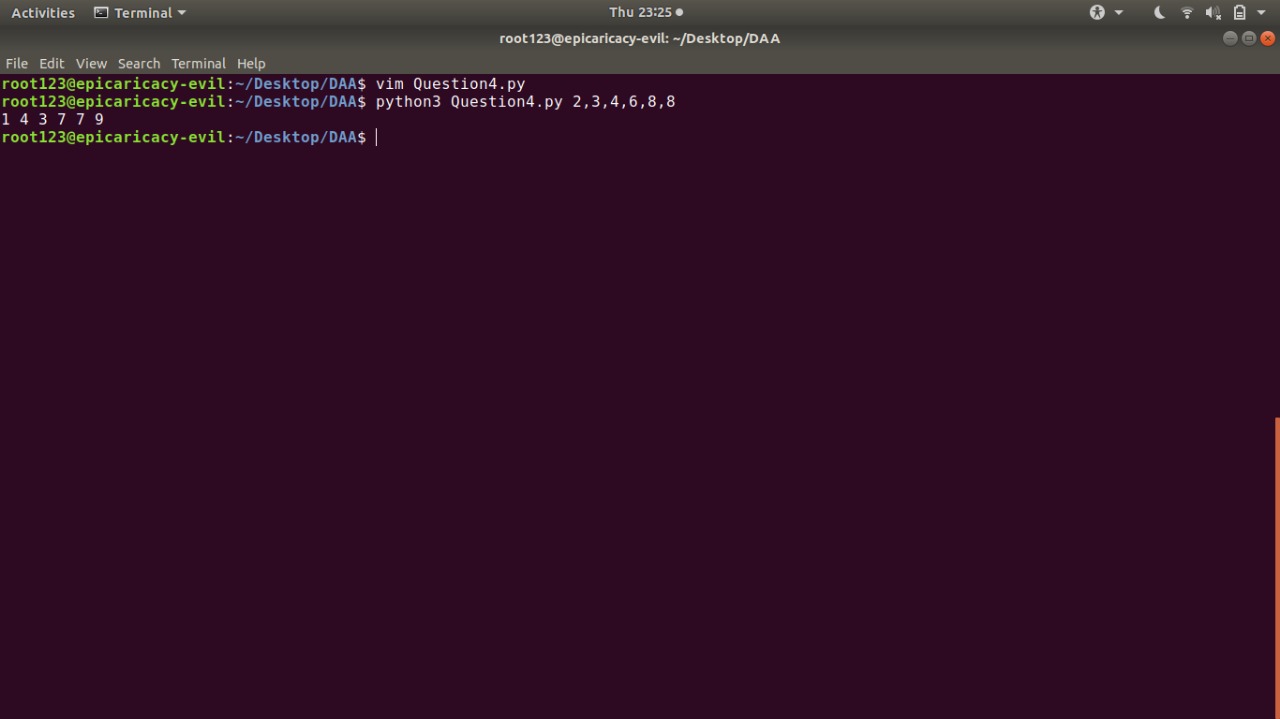 Activities Terminal Thu 23:25
root123@epicaricacy-evil: ~/Desktop/DAA
File Edit View Search Terminal Help
root123@epicaricacy-evil:~/Desktop/DAA$ vim Question4.py
root123@epicaricacy-evil:~/Desktop/DAA$ python3 Question4.py 2,3,4,6,8,8
1 4 3 7 7 9
root123@epicaricacy-evil:~/Desktop/DAA$